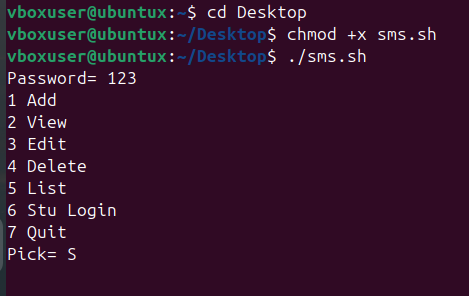 vboxuser@ubuntux:~$ cd Desktop
vboxuser@ubuntux:~/Desktop$ chmod +x sms.sh
vboxuser@ubuntux:~/Desktop$ ./sms.sh
Password= 123
1 Add
2 View
3 Edit
4 Delete
5 List
6 Stu Login
7 Quit
Pick= S